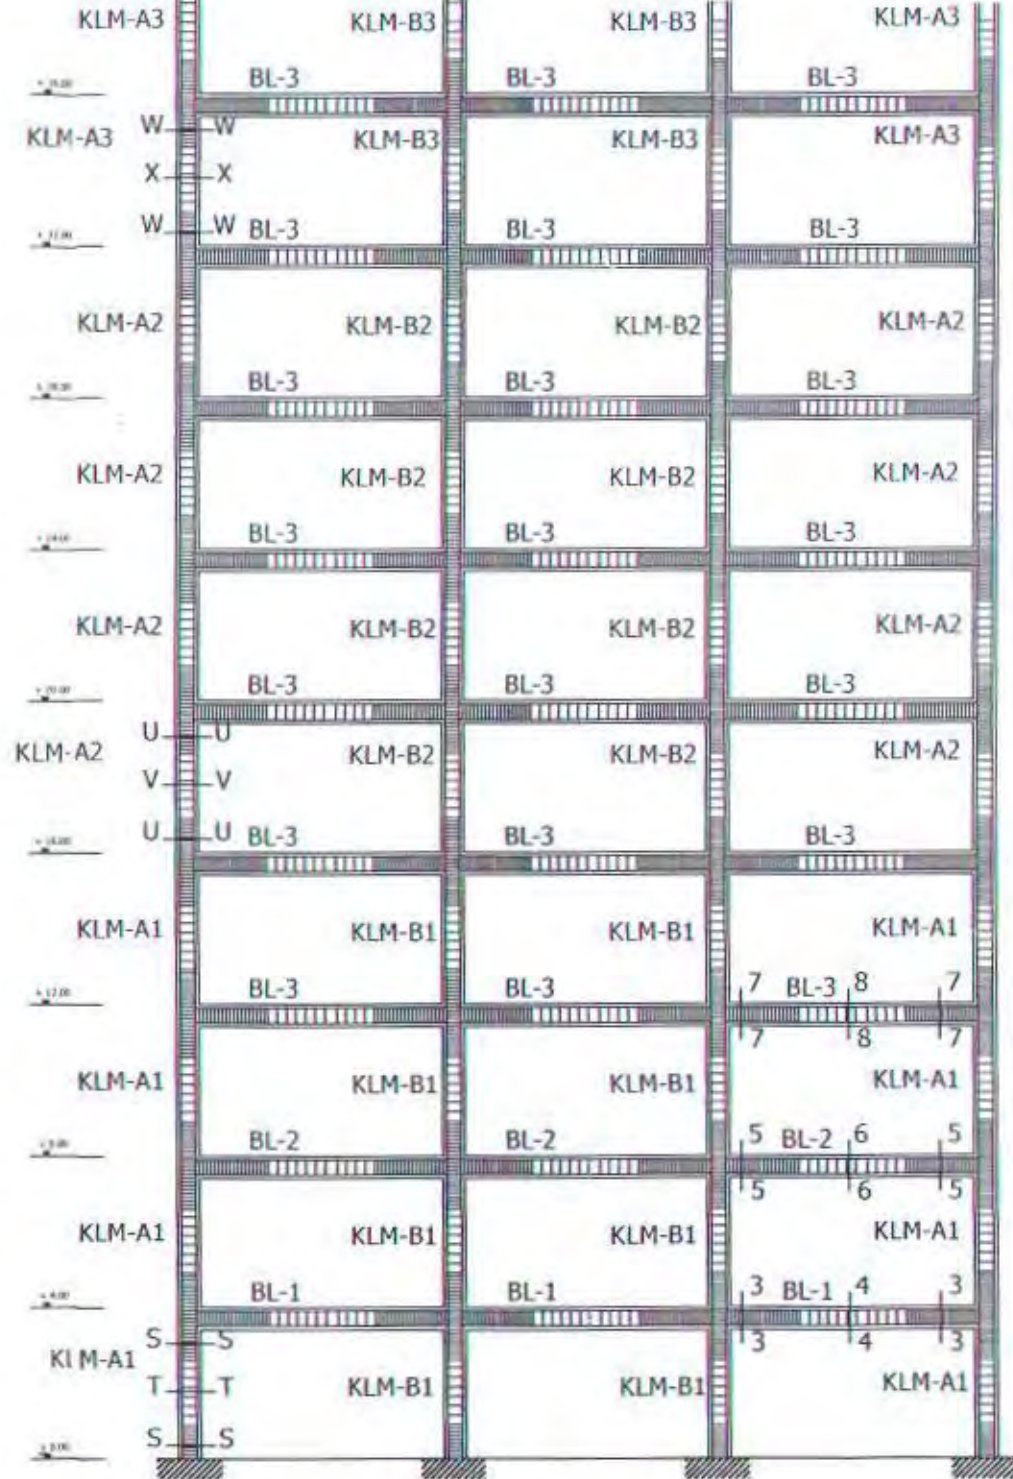 KLM-A3 KLM-B3 KLM-B3 KLM-A3
BL-3 BL-3 BL-3
KLM-A3 W W KLM-B3 KLM-B3 KLM-A3
X X
W W BL-3 BL-3 BL-3
KLM-A2 KLM-B2 KLM-B2 KLM-A2
BL-3 BL-3 BL-3
KLM-A2 KLM-B2 KLM-B2 KLM-A2
BL-3 BL-3 BL-3
KLM-A2 KLM-B2 KLM-B2 KLM-A2
BL-3 BL-3 BL-3
+ 20.00
U U
KLM-A2 KLM-B2 KLM-B2 KLM-A2
V V
U U BL-3 BL-3 BL-3
KLM-A1 KLM-B1 KLM-B1 KLM-A1
BL-3 BL-3 7 BL-3 8 7
+ 12.00
7 8 7
KLM-A1 KLM-B1 KLM-B1 KLM-A1
BL-2 BL-2 5 BL-2 6 5
5 6 5
KLM-A1 KLM-B1 KLM-B1 KLM-A1
BL-1 BL-1 3 BL-1 4 3
+ 4.00
S S 3 4 3
KLM-A1
T T KLM-B1 KLM-B1 KLM-A1
S S